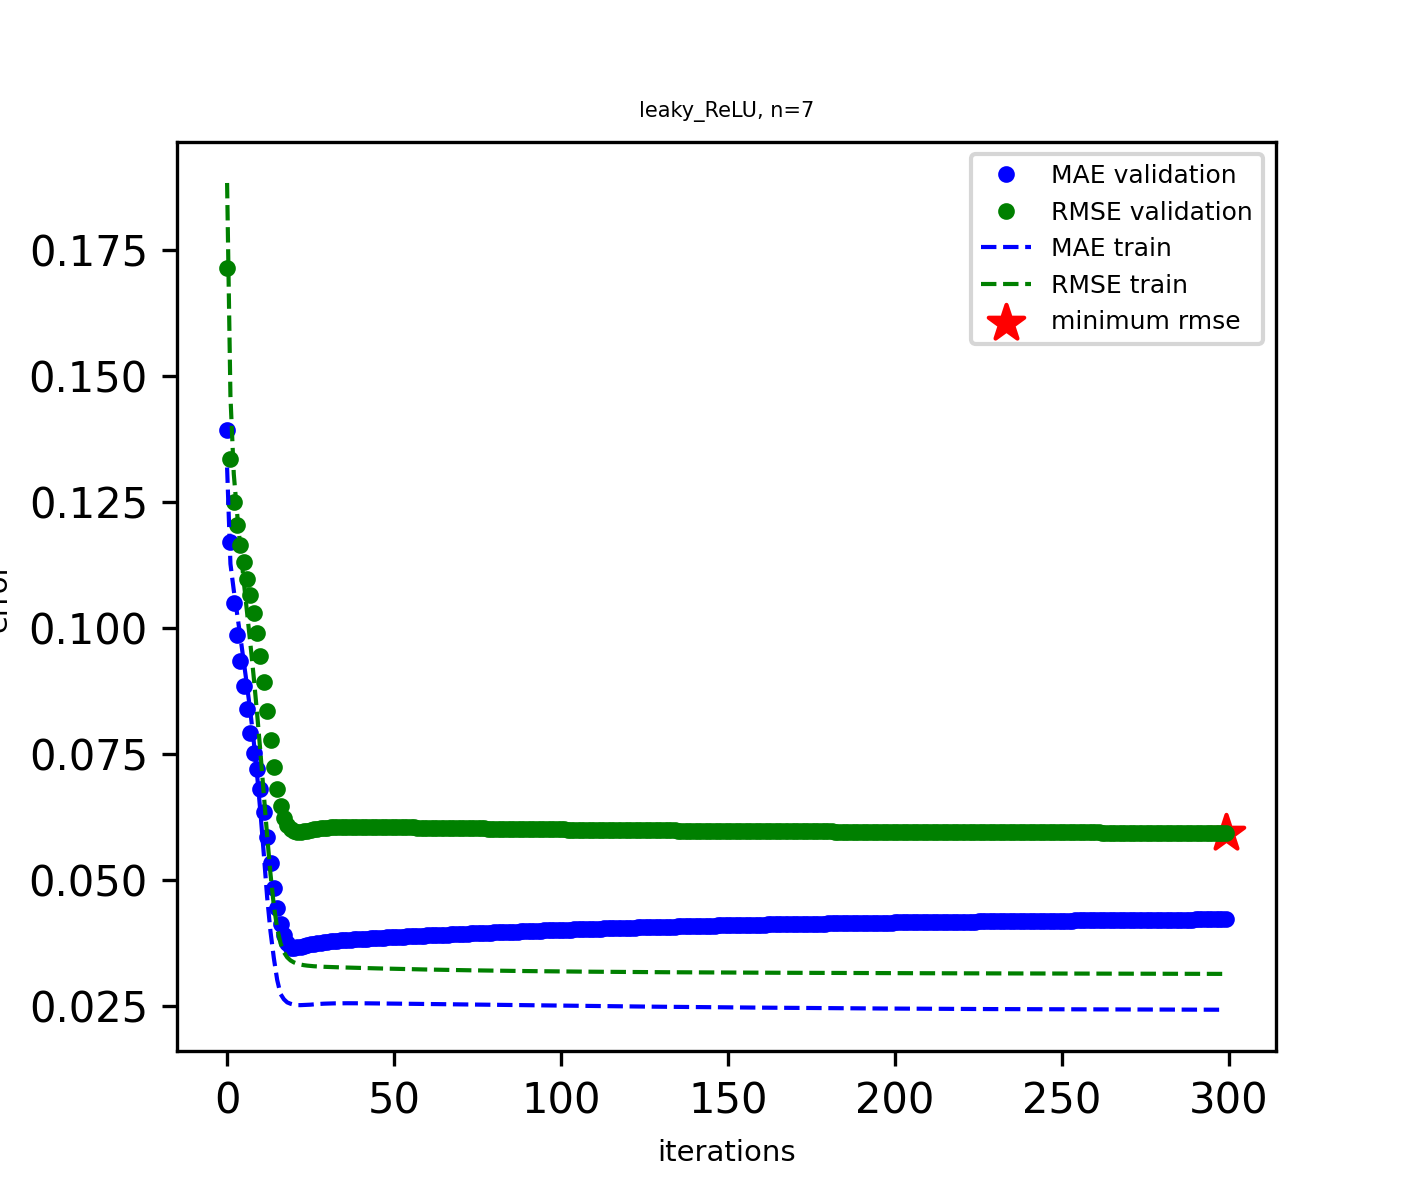 leaky_ReLU, n=7
MAE validation
RMSE validation
MAE train
RMSE train
minimum rmse
0.175
0.150
0.125
0.100
0.075
0.050
0.025
0 50 100 150 200 250 300
iterations